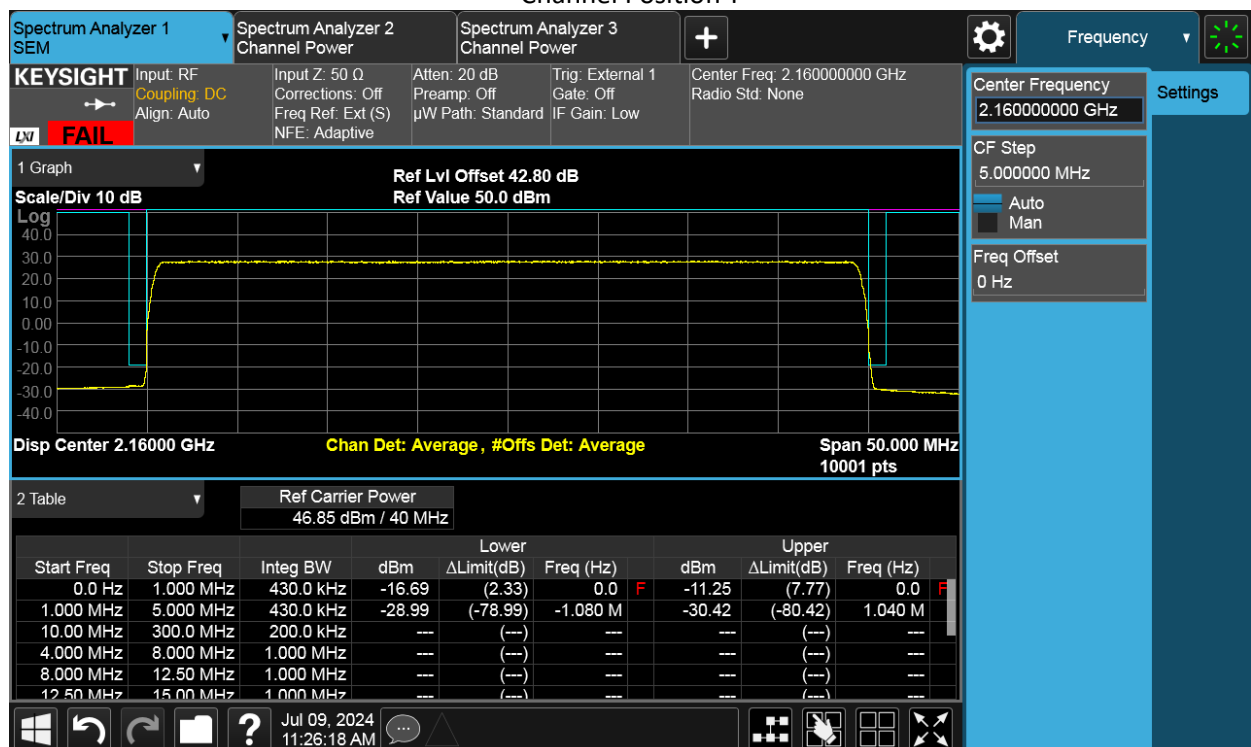 Channel Position T
Spectrum Analyzer 1
SEM
Spectrum Analyzer 2
Channel Power
Spectrum Analyzer 3
Channel Power
Frequency
KEYSIGHT
LXI FAIL
Input: RF
Coupling: DC
Align: Auto
Input Z: 50 Ω
Corrections: Off
Freq Ref: Ext (S)
NFE: Adaptive
Atten: 20 dB
Preamp: Off
µW Path: Standard
Trig: External 1
Gate: Off
IF Gain: Low
Center Freq: 2.160000000 GHz
Radio Std: None
Center Frequency
2.160000000 GHz
Settings
CF Step
5.000000 MHz
Auto
Man
Freq Offset
0 Hz
1 Graph
Scale/Div 10 dB
Ref Lvl Offset 42.80 dB
Ref Value 50.0 dBm
Log
40.0
30.0
20.0
10.0
0.00
-10.0
-20.0
-30.0
-40.0
Disp Center 2.16000 GHz
Chan Det: Average, #Offs Det: Average
Span 50.000 MHz
10001 pts
2 Table
Ref Carrier Power
46.85 dBm / 40 MHz
Lower Upper
Start Freq Stop Freq Integ BW dBm ΔLimit(dB) Freq (Hz) dBm ΔLimit(dB) Freq (Hz)
0.0 Hz 1.000 MHz 430.0 kHz -16.69 (2.33) 0.0 F -11.25 (7.77) 0.0 F
1.000 MHz 5.000 MHz 430.0 kHz -28.99 (-78.99) -1.080 M -30.42 (-80.42) 1.040 M
10.00 MHz 300.0 MHz 200.0 kHz --- (---) --- --- (---) ---
4.000 MHz 8.000 MHz 1.000 MHz --- (---) --- --- (---) ---
8.000 MHz 12.50 MHz 1.000 MHz --- (---) --- --- (---) ---
12.50 MHz 15.00 MHz 1.000 MHz --- (---) --- --- (---) ---
Jul 09, 2024
11:26:18 AM